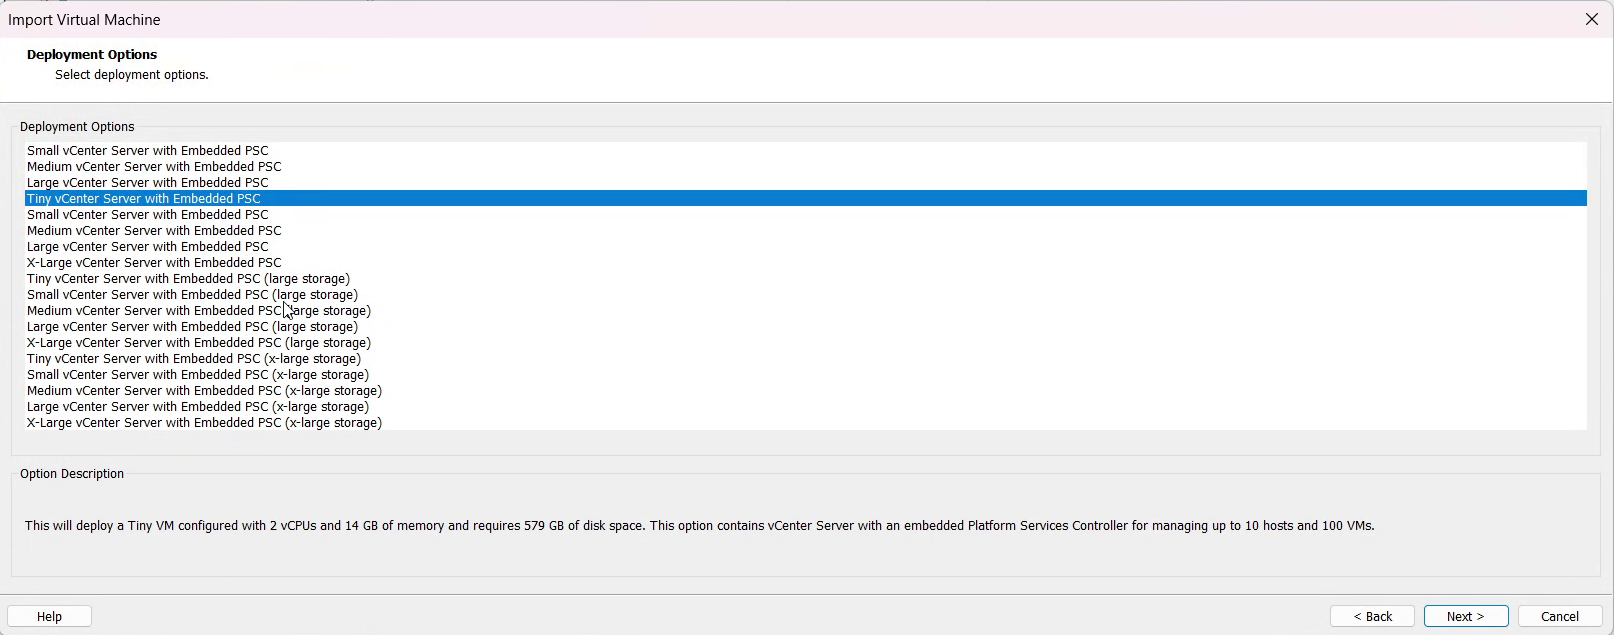 Import Virtual Machine
Deployment Options
Select deployment options.
Deployment Options
Small vCenter Server with Embedded PSC
Medium vCenter Server with Embedded PSC
Large vCenter Server with Embedded PSC
Tiny vCenter Server with Embedded PSC
Small vCenter Server with Embedded PSC
Medium vCenter Server with Embedded PSC
Large vCenter Server with Embedded PSC
X-Large vCenter Server with Embedded PSC
Tiny vCenter Server with Embedded PSC (large storage)
Small vCenter Server with Embedded PSC (large storage)
Medium vCenter Server with Embedded PSC (large storage)
Large vCenter Server with Embedded PSC (large storage)
X-Large vCenter Server with Embedded PSC (large storage)
Tiny vCenter Server with Embedded PSC (x-large storage)
Small vCenter Server with Embedded PSC (x-large storage)
Medium vCenter Server with Embedded PSC (x-large storage)
Large vCenter Server with Embedded PSC (x-large storage)
X-Large vCenter Server with Embedded PSC (x-large storage)
Option Description
This will deploy a Tiny VM configured with 2 vCPUs and 14 GB of memory and requires 579 GB of disk space. This option contains vCenter Server with an embedded Platform Services Controller for managing up to 10 hosts and 100 VMs.
Help
< Back
Next >
Cancel